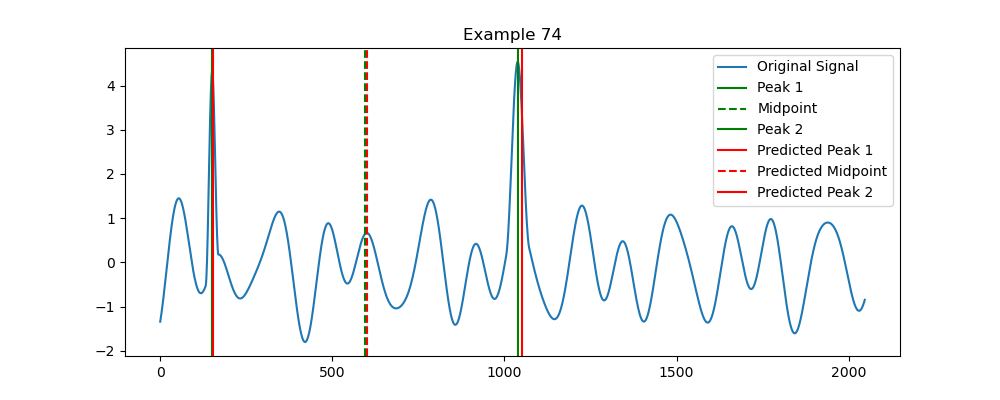 Example 74
Original Signal
Peak 1
Midpoint
Peak 2
Predicted Peak 1
Predicted Midpoint
Predicted Peak 2
4
3
2
1
0
−1
−2
0 500 1000 1500 2000